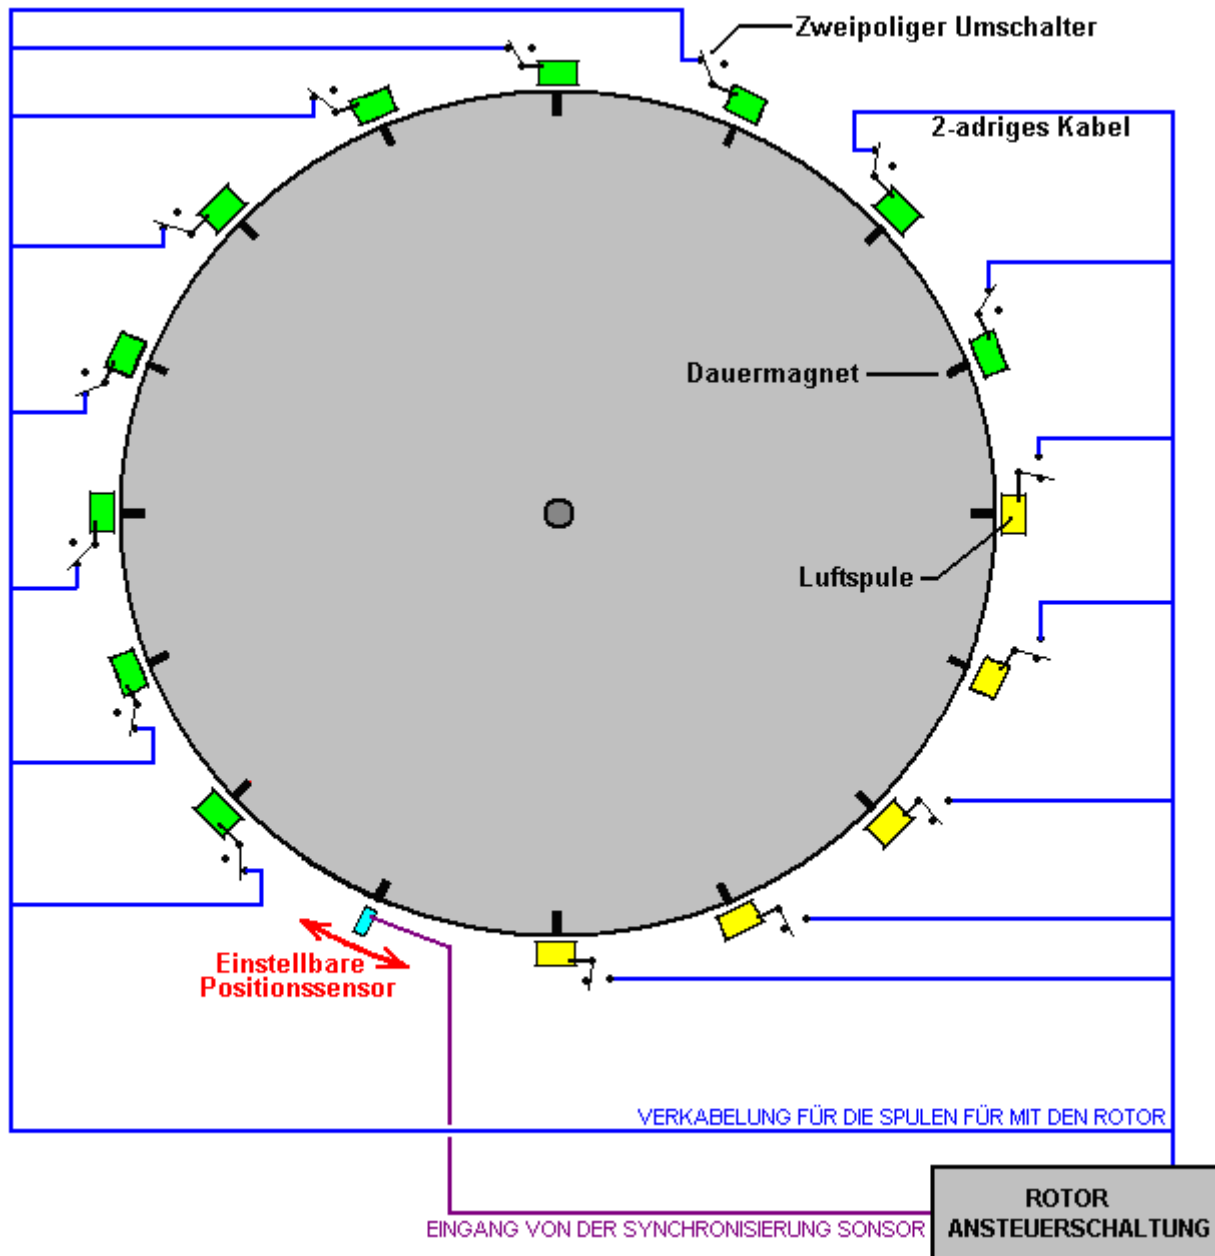 Zweipoliger Umschalter
2-adriges Kabel
Dauermagnet
Luftspule
Einstellbare
Positionssensor
VERKABELUNG FÜR DIE SPULEN FÜR MIT DEN ROTOR
ROTOR
ANSTEUERSCHALTUNG
EINGANG VON DER SYNCHRONISIERUNG SONSOR